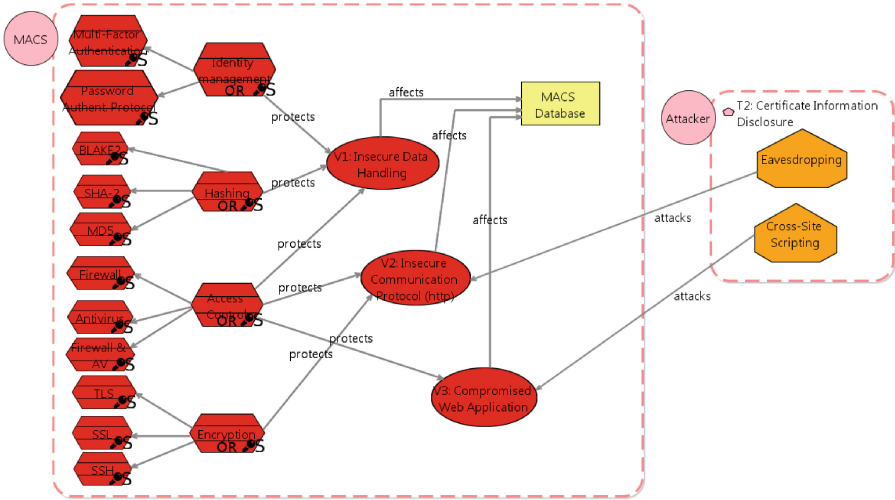 MACS
Multi-Factor
Authentication
S
Password
Authent. Protocol
S
Identity
management
OR S
protects
BLAKE2
S
SHA-2
S
MD5
S
Hashing
OR S
protects
V1: Insecure Data
Handling
affects
MACS
Database
affects
affects
Firewall
S
Antivirus
S
Firewall &
AV
S
Access
Control
OR S
protects
protects
protects
V2: Insecure
Communication
Protocol (http)
TLS
S
SSL
S
SSH
S
Encryption
OR S
protects
V3: Compromised
Web Application
Attacker
T2: Certificate Information
Disclosure
Eavesdropping
Cross-Site
Scripting
attacks
attacks